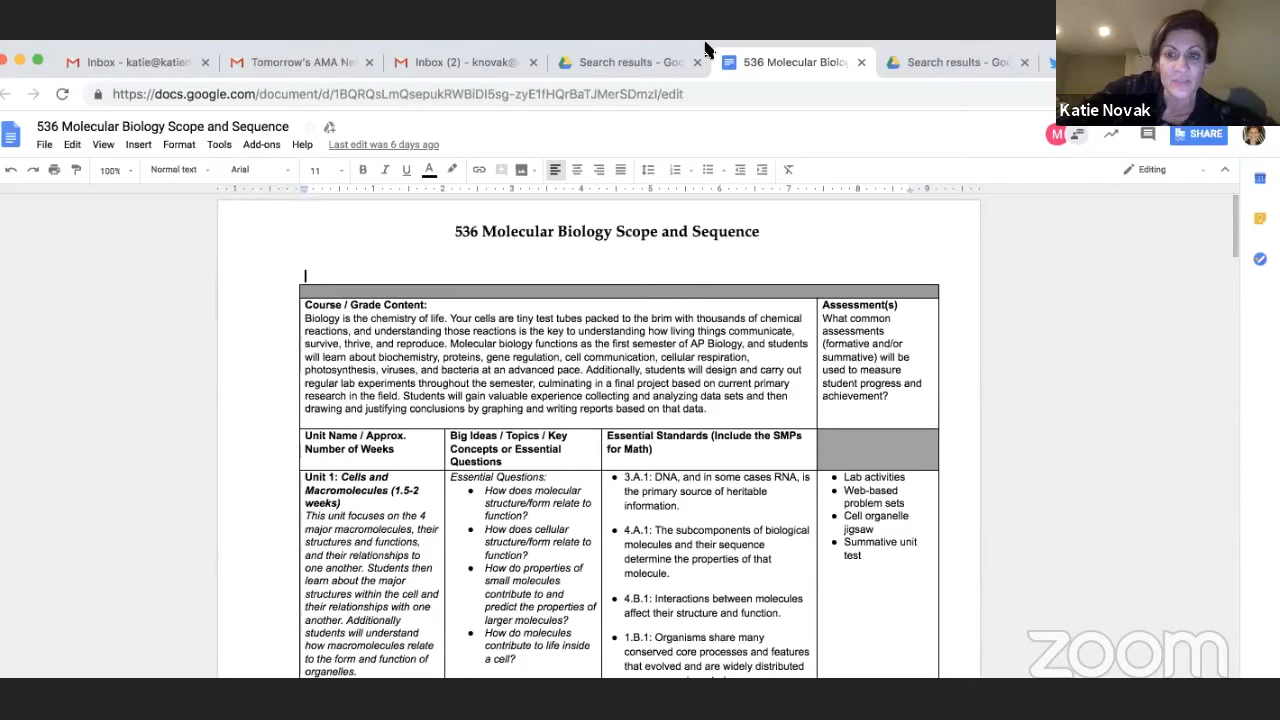 Inbox - katie@katien
Tomorrow's AMA Ne
Inbox (2) - knovak@
Search results - Goo
536 Molecular Biolog
Search results - Goo
https://docs.google.com/document/d/1BQRQsLmQsepukRWBiDI5sg-zyE1fHQrBaTJMerSDmzI/edit
Katie Novak
536 Molecular Biology Scope and Sequence
File Edit View Insert Format Tools Add-ons Help Last edit was 6 days ago
M
SHARE
100% Normal text Arial 11 B I U A Editing
1 1 2 3 4 5 6 7 8 9
536 Molecular Biology Scope and Sequence
Course / Grade Content:
Biology is the chemistry of life. Your cells are tiny test tubes packed to the brim with thousands of chemical
reactions, and understanding those reactions is the key to understanding how living things communicate,
survive, thrive, and reproduce. Molecular biology functions as the first semester of AP Biology, and students
will learn about biochemistry, proteins, gene regulation, cell communication, cellular respiration,
photosynthesis, viruses, and bacteria at an advanced pace. Additionally, students will design and carry out
regular lab experiments throughout the semester, culminating in a final project based on current primary
research in the field. Students will gain valuable experience collecting and analyzing data sets and then
drawing and justifying conclusions by graphing and writing reports based on that data.
Assessment(s)
What common
assessments
(formative and/or
summative) will be
used to measure
student progress and
achievement?
Unit Name / Approx.
Number of Weeks
Big Ideas / Topics / Key
Concepts or Essential
Questions
Essential Standards (Include the SMPs
for Math)
Unit 1: Cells and
Macromolecules (1.5-2
weeks)
This unit focuses on the 4
major macromolecules, their
structures and functions,
and their relationships to
one another. Students then
learn about the major
structures within the cell and
their relationships with one
another. Additionally
students will understand
how macromolecules relate
to the form and function of
organelles.
Essential Questions:
● How does molecular
structure/form relate to
function?
● How does cellular
structure/form relate to
function?
● How do properties of
small molecules
contribute to and
predict the properties of
larger molecules?
● How do molecules
contribute to life inside
a cell?
● 3.A.1: DNA, and in some cases RNA, is
the primary source of heritable
information.
● 4.A.1: The subcomponents of biological
molecules and their sequence
determine the properties of that
molecule.
● 4.B.1: Interactions between molecules
affect their structure and function.
● 1.B.1: Organisms share many
conserved core processes and features
that evolved and are widely distributed
● Lab activities
● Web-based
problem sets
● Cell organelle
jigsaw
● Summative unit
test
zoom